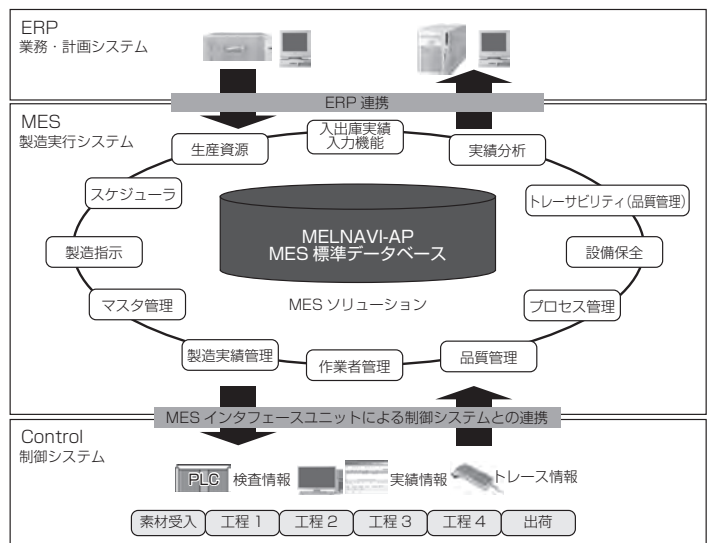 ERP
業務・計画システム
ERP 連携
MES
製造実行システム
入出庫実績
入力機能
生産資源
実績分析
スケジューラ
トレーサビリティ(品質管理)
MELNAVI-AP
MES 標準データベース
製造指示
設備保全
MES ソリューション
マスタ管理
プロセス管理
製造実績管理
作業者管理
品質管理
MES インタフェースユニットによる制御システムとの連携
Control
制御システム
PLC 検査情報 実績情報 トレース情報
素材受入 工程 1 工程 2 工程 3 工程 4 出荷